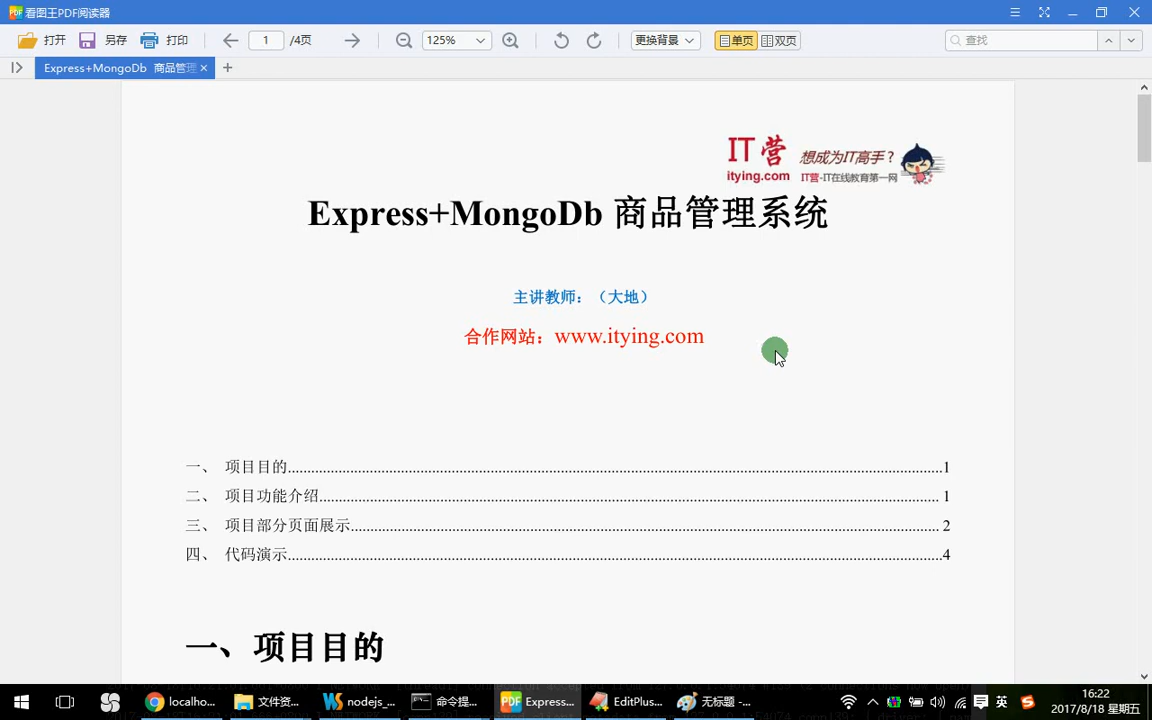 看图王PDF阅读器
打开 另存 打印 1 /4页 125% 更换背景 单页 双页 查找
Express+MongoDb 商品管理
IT营 想成为IT高手?
itying.com IT营-IT在线教育第一网
Express+MongoDb 商品管理系统
主讲教师:(大地)
合作网站:www.itying.com
一、 项目目的 1
二、 项目功能介绍 1
三、 项目部分页面展示 2
四、 代码演示 4
一、项目目的
localho... 文件资... nodejs_... 命令提... Express... EditPlus... 无标题 -... 英 16:22
2017/8/18 星期五